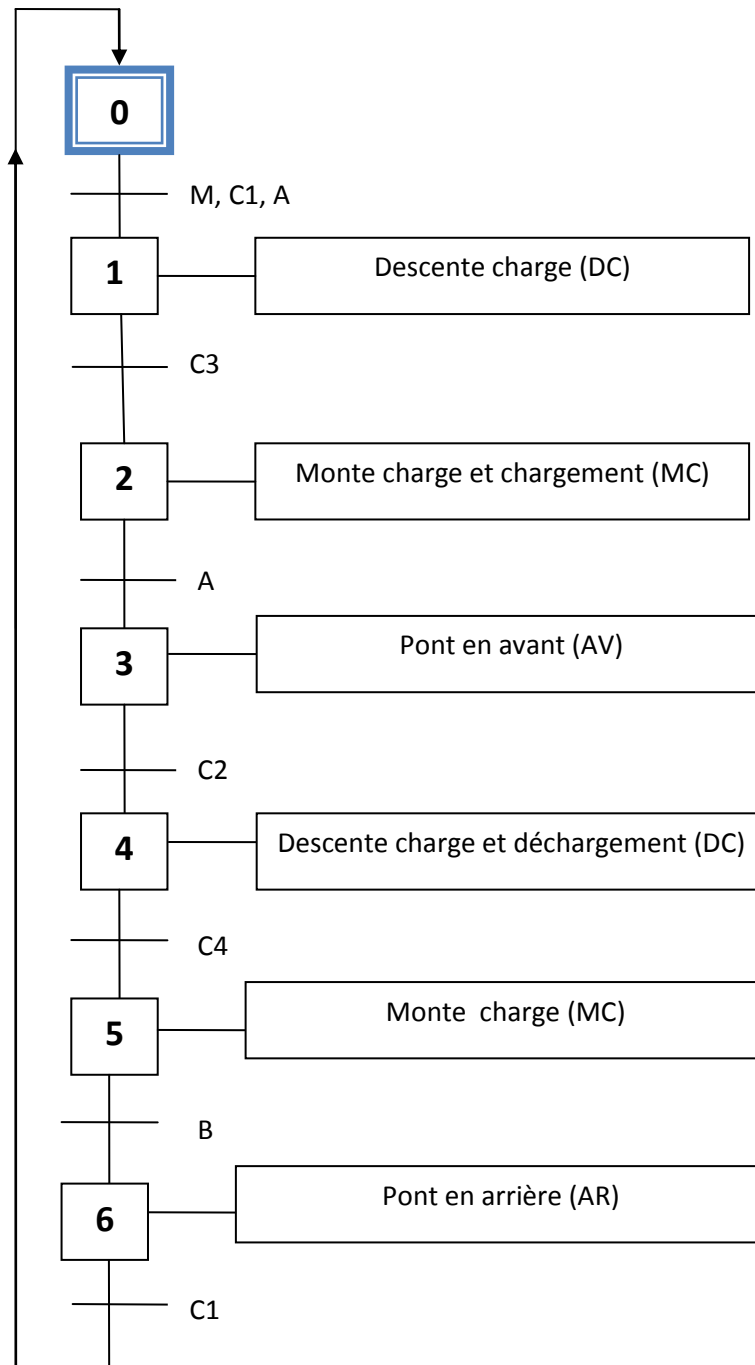 0
M, C1, A
1
Descente charge (DC)
C3
2
Monte charge et chargement (MC)
A
3
Pont en avant (AV)
C2
4
Descente charge et déchargement (DC)
C4
5
Monte charge (MC)
B
6
Pont en arrière (AR)
C1